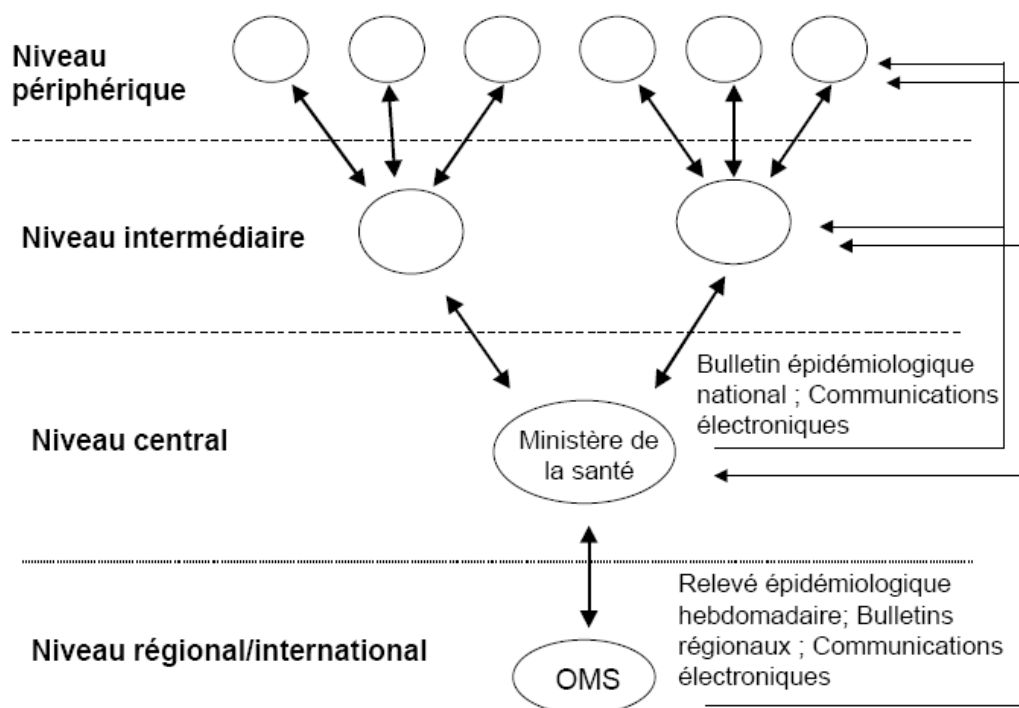 Niveau
périphérique
Niveau intermédiaire
Bulletin épidémiologique
national ; Communications
électroniques
Niveau central
Ministère de
la santé
Relevé épidémiologique
hebdomadaire; Bulletins
régionaux ; Communications
électroniques
Niveau régional/international
OMS